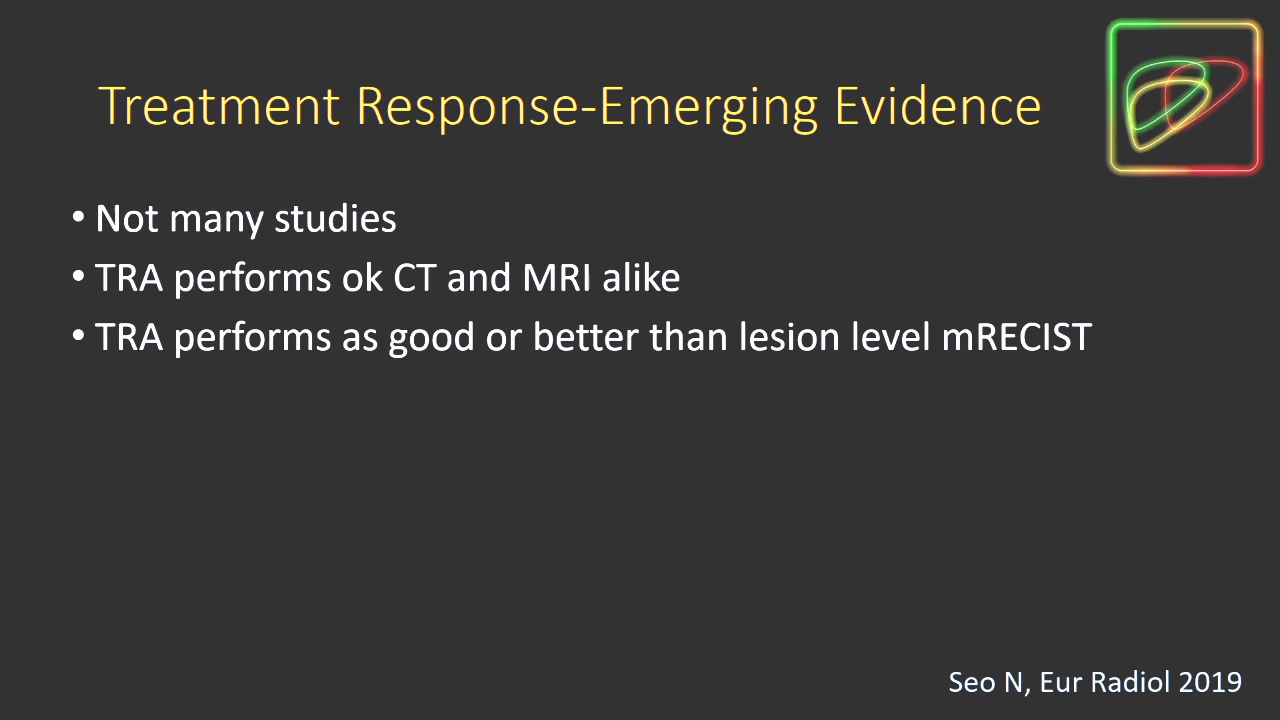 Treatment Response-Emerging Evidence
• Not many studies
• TRA performs ok CT and MRI alike
• TRA performs as good or better than lesion level mRECIST
Seo N, Eur Radiol 2019